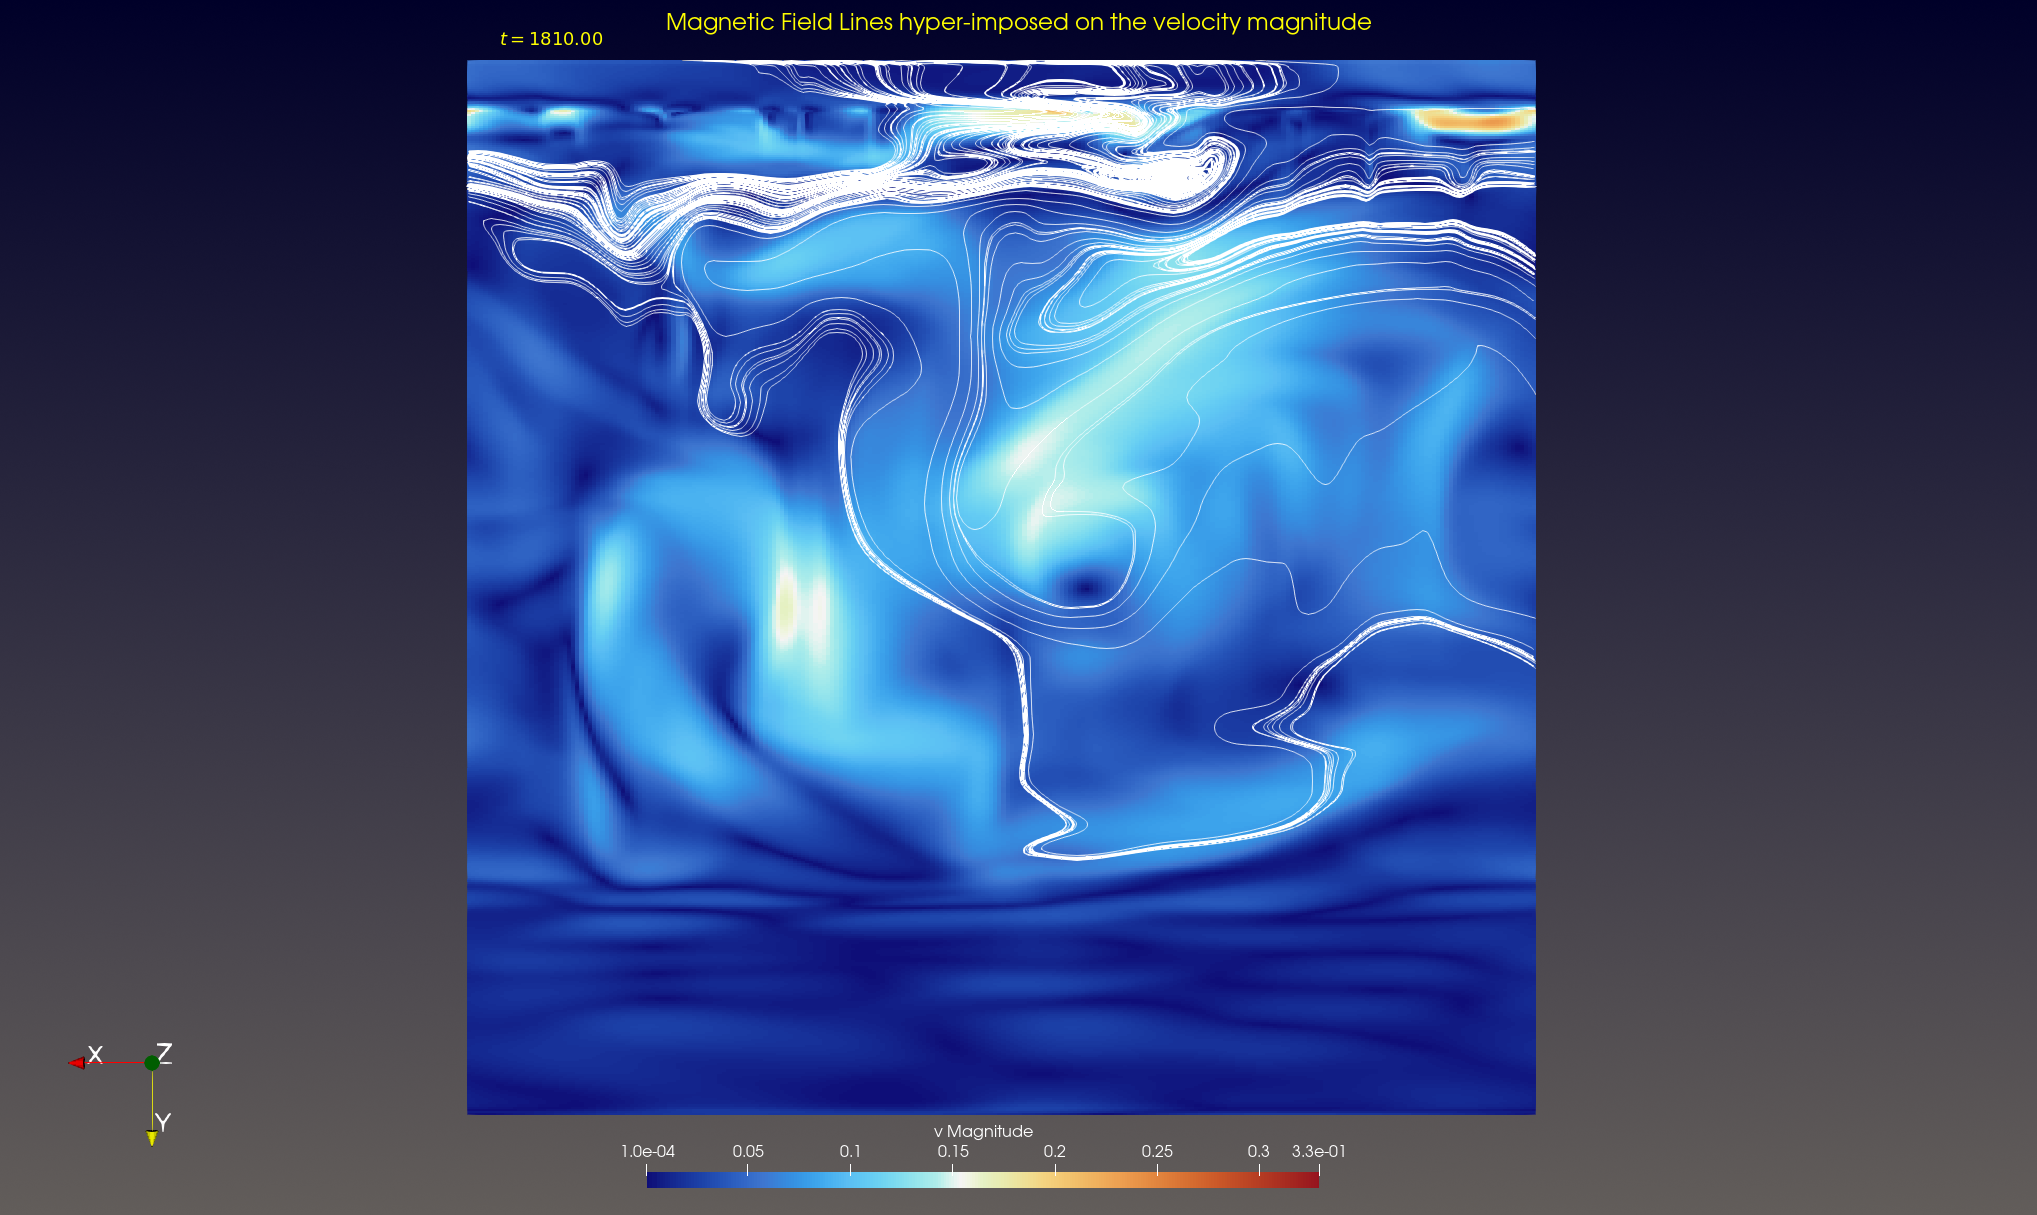 Magnetic Field Lines hyper-imposed on the velocity magnitude
t = 1810.00
X
Z
Y
v Magnitude
1.0e-04 0.05 0.1 0.15 0.2 0.25 0.3 3.3e-01